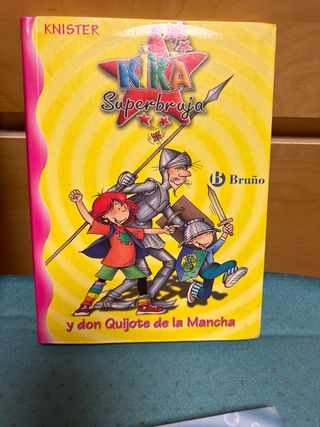 KNISTER
KIKA
Superbruja
B Bruño
y don Quijote de la Mancha